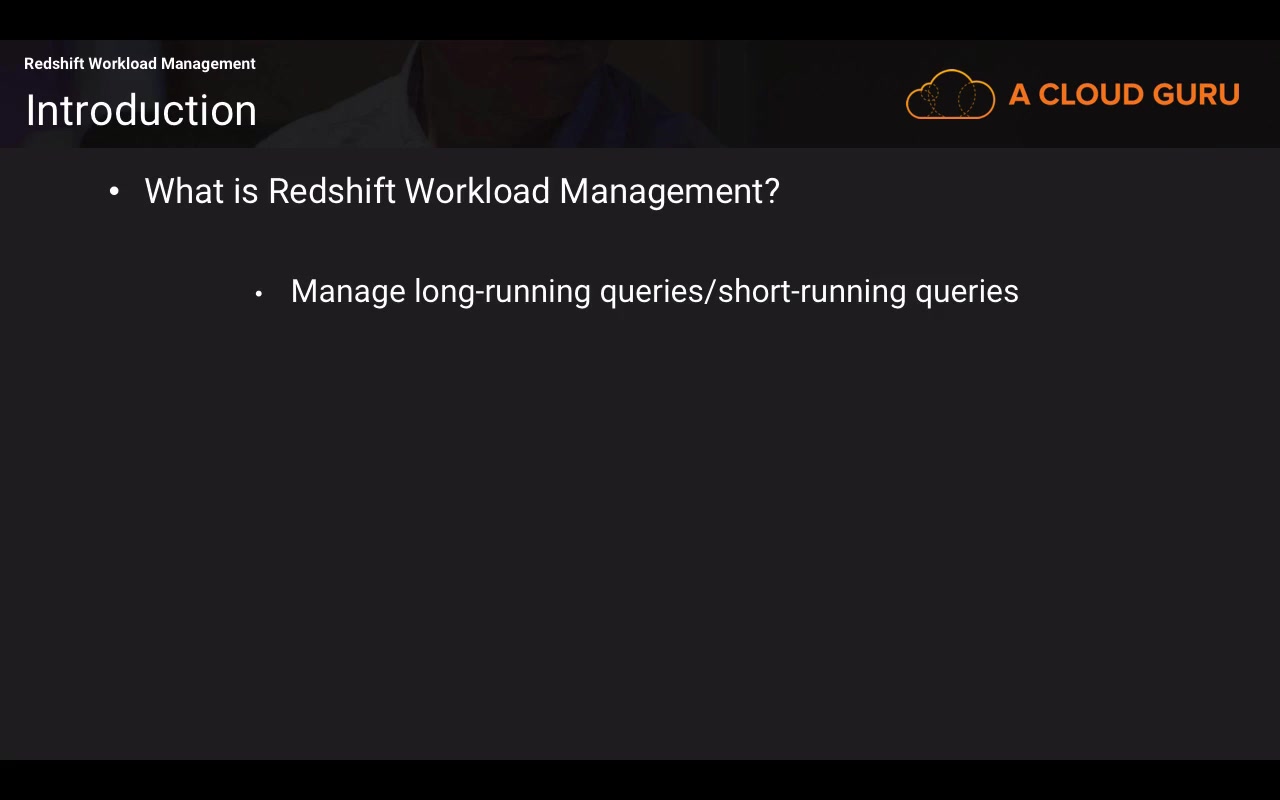 Redshift Workload Management
Introduction
A CLOUD GURU
• What is Redshift Workload Management?
• Manage long-running queries/short-running queries